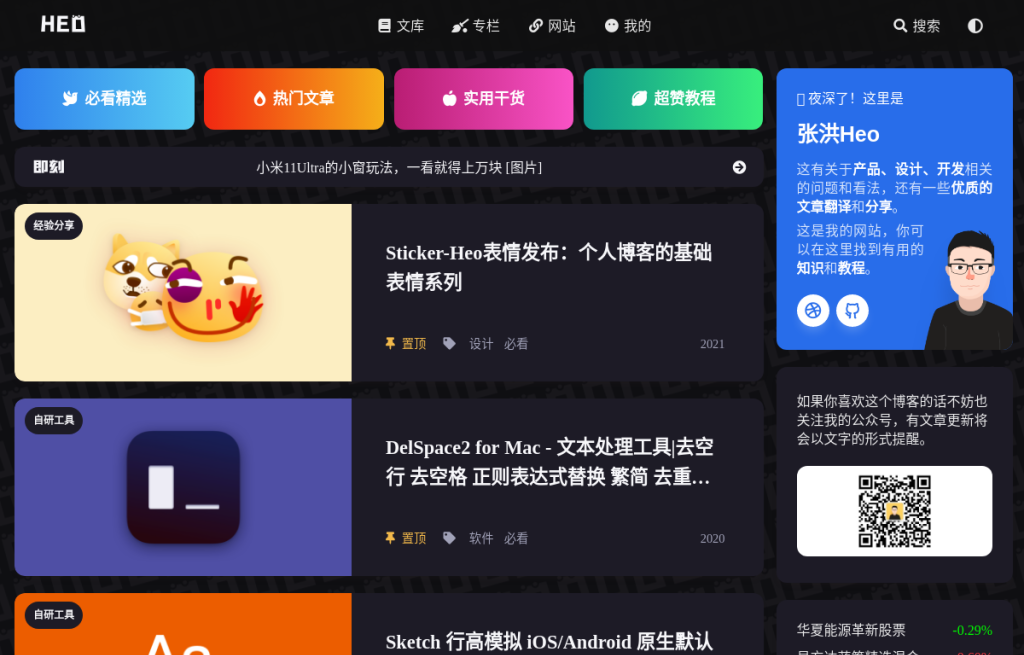 HEO
文库
专栏
网站
我的
搜索
必看精选
热门文章
实用干货
超赞教程
即刻
小米11Ultra的小窗玩法，一看就得上万块 [图片]
经验分享
Sticker-Heo表情发布：个人博客的基础
表情系列
置顶
设计
必看
2021
自研工具
DelSpace2 for Mac - 文本处理工具|去空
行 去空格 正则表达式替换 繁简 去重…
置顶
软件
必看
2020
自研工具
Sketch 行高模拟 iOS/Android 原生默认
夜深了！这里是
张洪Heo
这有关于产品、设计、开发相关
的问题和看法，还有一些优质的
文章翻译和分享。
这是我的网站，你可
以在这里找到有用的
知识和教程。
如果你喜欢这个博客的话不妨也
关注我的公众号，有文章更新将
会以文字的形式提醒。
华夏能源革新股票
-0.29%